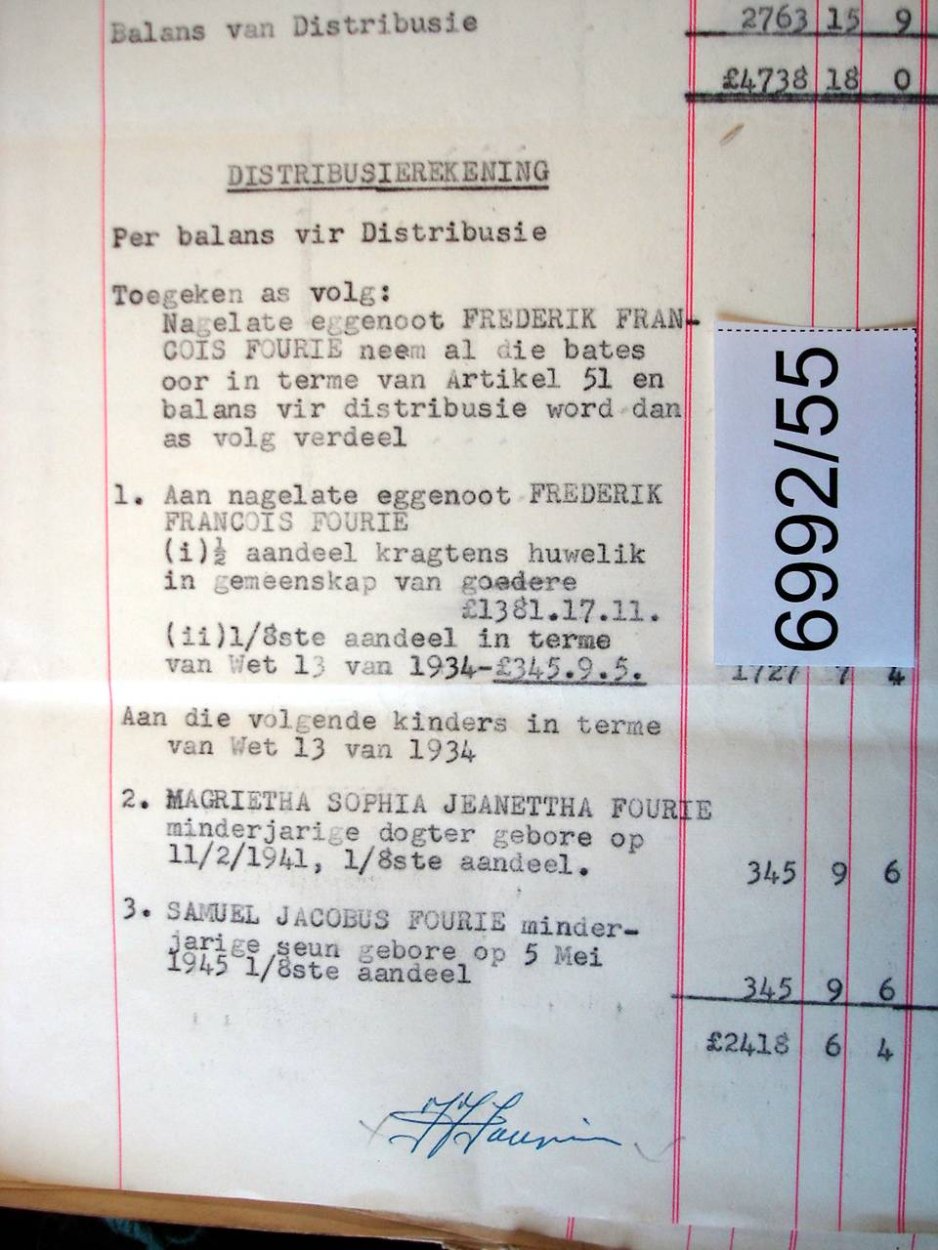 Balans van Distribusie 2763 15 9
£4738 18 0
DISTRIBUSIEREKENING
Per balans vir Distribusie
Toegeken as volg:
Nagelate eggenoot FREDERIK FRAN-
COIS FOURIE neem al die bates
oor in terme van Artikel 51 en
balans vir distribusie word dan
as volg verdeel
6992/55
1. Aan nagelate eggenoot FREDERIK
FRANCOIS FOURIE
(i)½ aandeel kragtens huwelik
in gemeenskap van goedere
£1381.17.11.
(ii)1/8ste aandeel in terme
van Wet 13 van 1934-£345.9.5. 1727 7 4
Aan die volgende kinders in terme
van Wet 13 van 1934
2. MAGRIETHA SOPHIA JEANETTHA FOURIE
minderjarige dogter gebore op
11/2/1941, 1/8ste aandeel. 345 9 6
3. SAMUEL JACOBUS FOURIE minder-
jarige seun gebore op 5 Mei
1945 1/8ste aandeel 345 9 6
£2418 6 4
FF Fourie